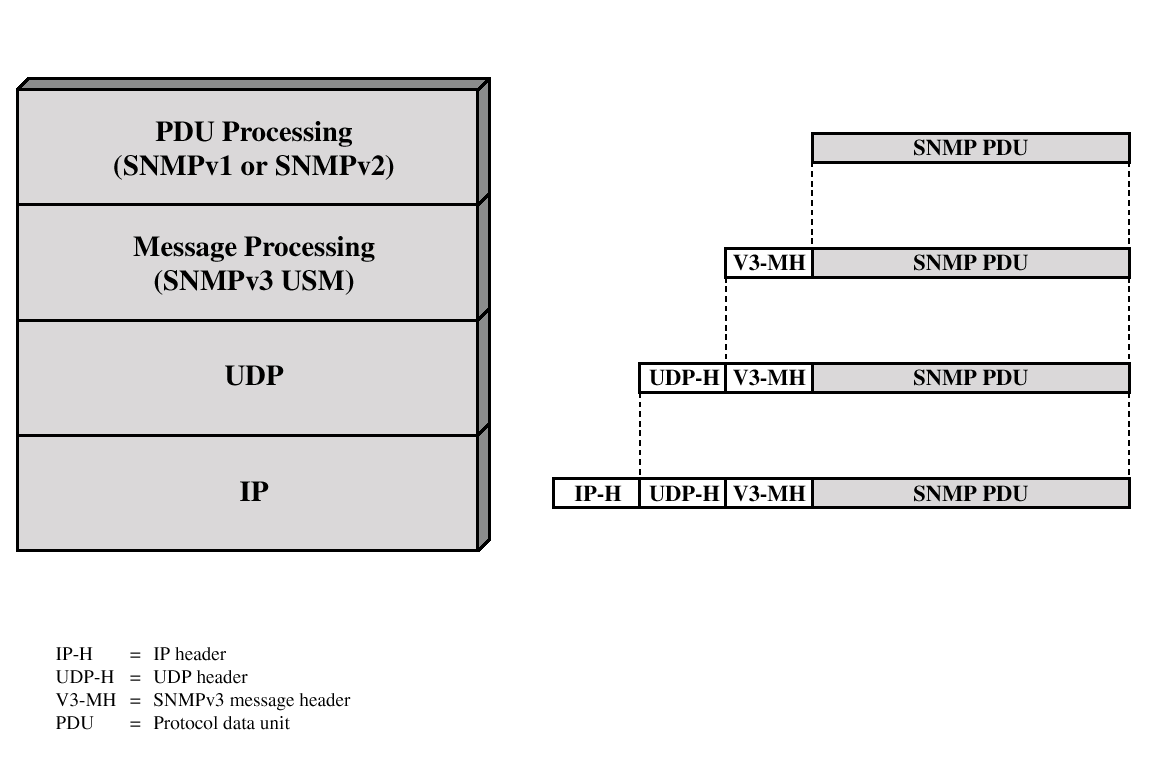 PDU Processing
(SNMPv1 or SNMPv2)
Message Processing
(SNMPv3 USM)
UDP
IP
SNMP PDU
V3-MH SNMP PDU
UDP-H V3-MH SNMP PDU
IP-H UDP-H V3-MH SNMP PDU
IP-H = IP header
UDP-H = UDP header
V3-MH = SNMPv3 message header
PDU = Protocol data unit